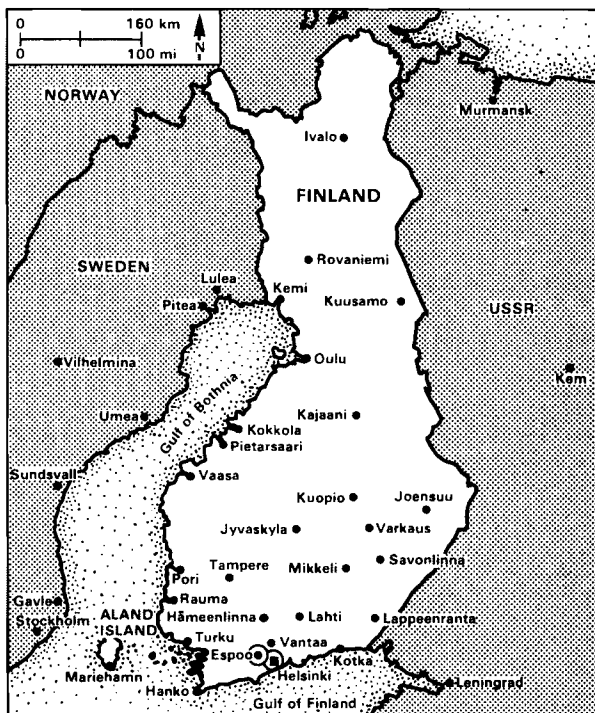 0 160 km
0 100 mi
N
NORWAY
Murmansk
Ivalo
FINLAND
Rovaniemi
SWEDEN
Lulea
Kemi
Pitea
Kuusamo
USSR
Oulu
Vilhelmina
Kem
Gulf of Bothnia
Umea
Kajaani
Kokkola
Pietarsaari
Sundsvall
Vaasa
Kuopio
Joensuu
Jyvaskyla
Varkaus
Savonlinna
Tampere
Mikkeli
Pori
Gavle
Rauma
Stockholm
ALAND
ISLAND
Hämeenlinna
Lahti
Lappeenranta
Turku
Vantaa
Espoo
Kotka
Mariehamn
Helsinki
Hanko
Leningrad
Gulf of Finland